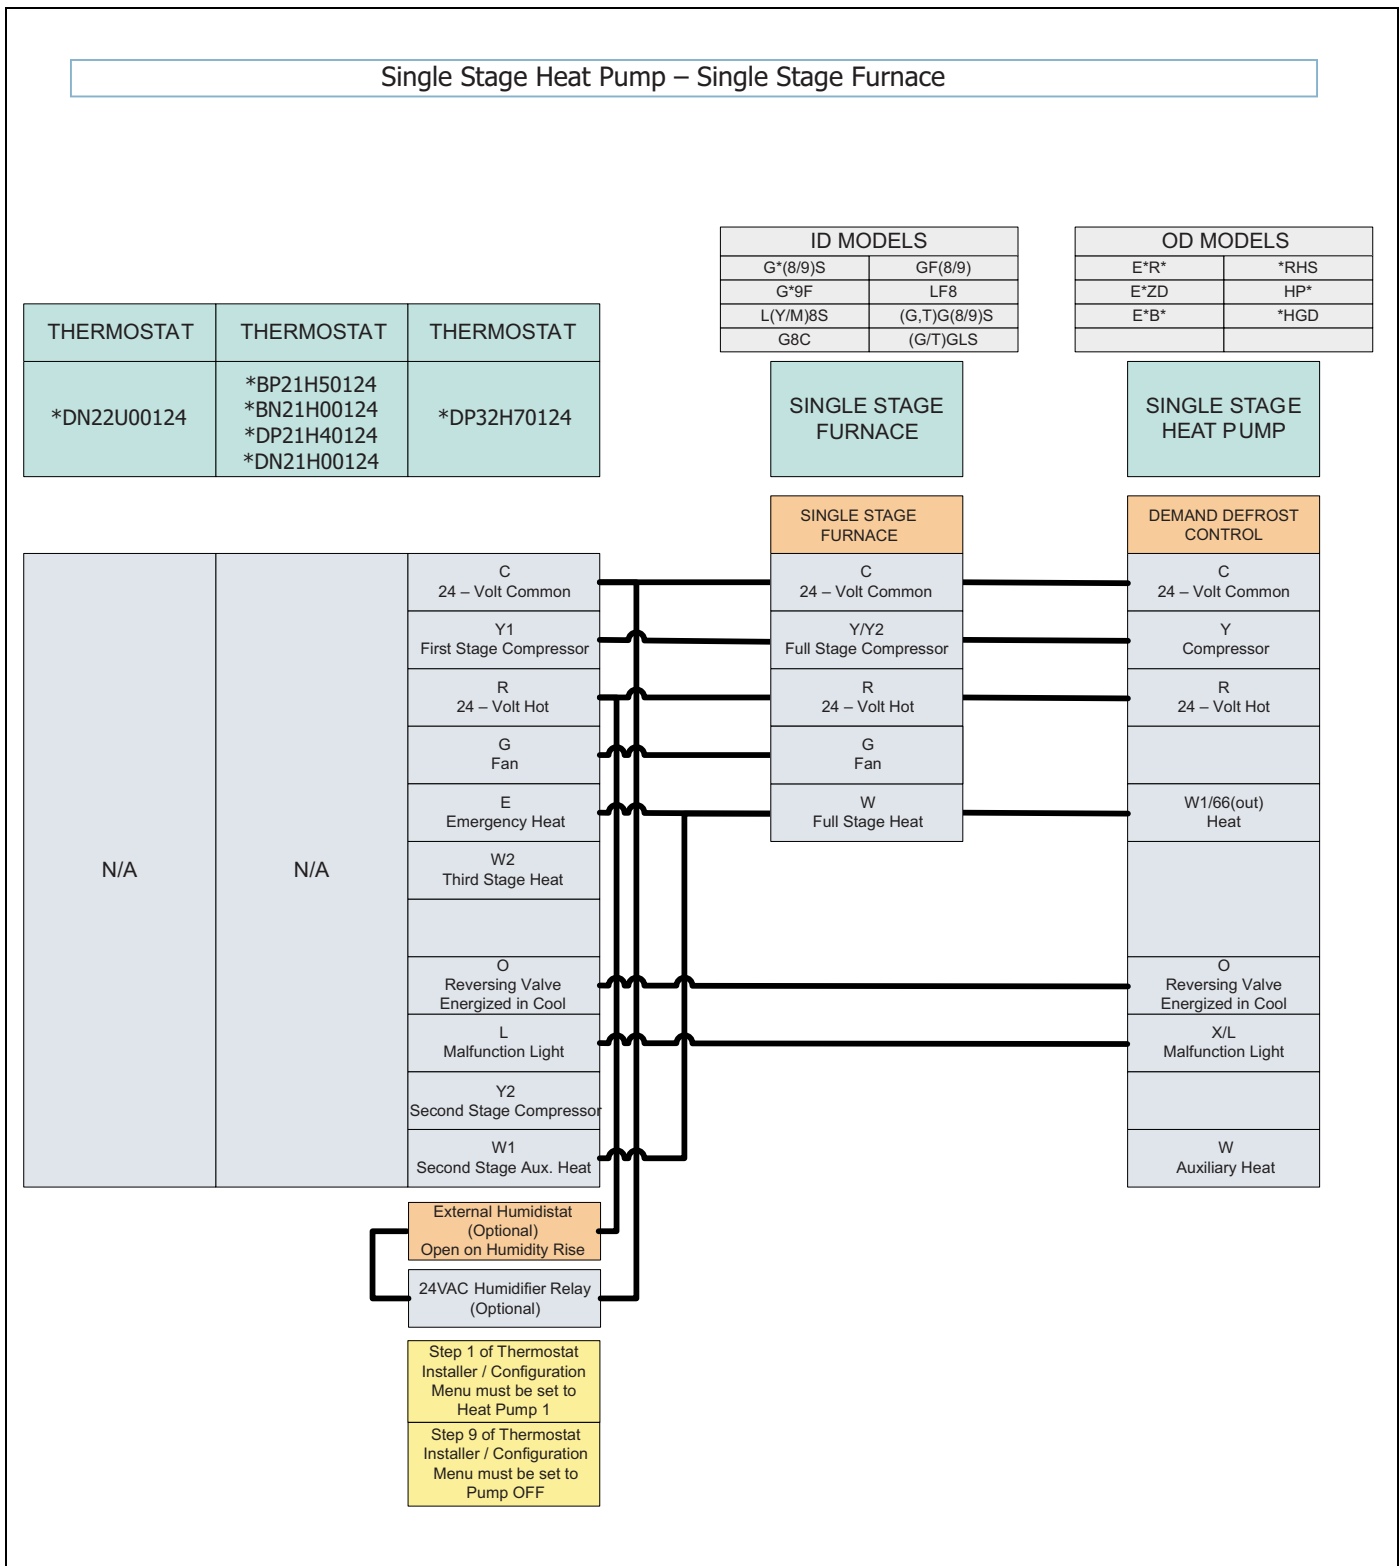 Single Stage Heat Pump – Single Stage Furnace
ID MODELS
G*(8/9)S GF(8/9)
G*9F LF8
L(Y/M)8S (G,T)G(8/9)S
G8C (G/T)GLS
OD MODELS
E*R* *RHS
E*ZD HP*
E*B* *HGD
THERMOSTAT THERMOSTAT THERMOSTAT
*DN22U00124
*BP21H50124
*BN21H00124
*DP21H40124
*DN21H00124
*DP32H70124
SINGLE STAGE
FURNACE
SINGLE STAGE
HEAT PUMP
SINGLE STAGE
FURNACE
DEMAND DEFROST
CONTROL
N/A
N/A
C
24 – Volt Common
Y1
First Stage Compressor
R
24 – Volt Hot
G
Fan
E
Emergency Heat
W2
Third Stage Heat
O
Reversing Valve
Energized in Cool
L
Malfunction Light
Y2
Second Stage Compressor
W1
Second Stage Aux. Heat
C
24 – Volt Common
Y/Y2
Full Stage Compressor
R
24 – Volt Hot
G
Fan
W
Full Stage Heat
C
24 – Volt Common
Y
Compressor
R
24 – Volt Hot
W1/66(out)
Heat
O
Reversing Valve
Energized in Cool
X/L
Malfunction Light
W
Auxiliary Heat
External Humidistat
(Optional)
Open on Humidity Rise
24VAC Humidifier Relay
(Optional)
Step 1 of Thermostat
Installer / Configuration
Menu must be set to
Heat Pump 1
Step 9 of Thermostat
Installer / Configuration
Menu must be set to
Pump OFF